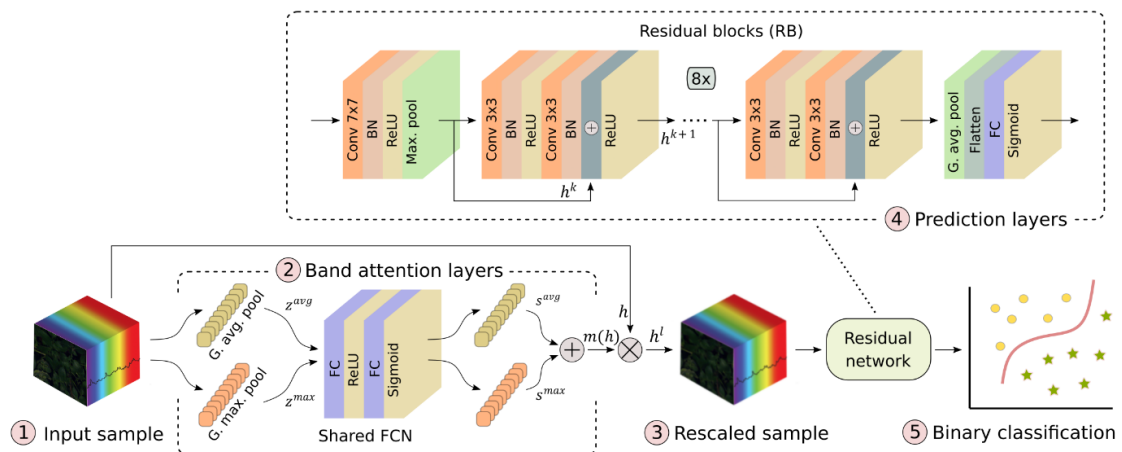 Residual blocks (RB)
Conv 7x7
BN
ReLU
Max. pool
Conv 3x3
BN
ReLU
Conv 3x3
BN
+
ReLU
h^k
h^{k+1}
8x
Conv 3x3
BN
ReLU
Conv 3x3
BN
+
ReLU
G. avg. pool
Flatten
FC
Sigmoid
4 Prediction layers
2 Band attention layers
G. avg. pool
z^{avg}
G. max. pool
z^{max}
FC
ReLU
FC
Sigmoid
Shared FCN
s^{avg}
s^{max}
+
m(h)
h
×
h^l
Residual
network
1 Input sample
3 Rescaled sample
5 Binary classification